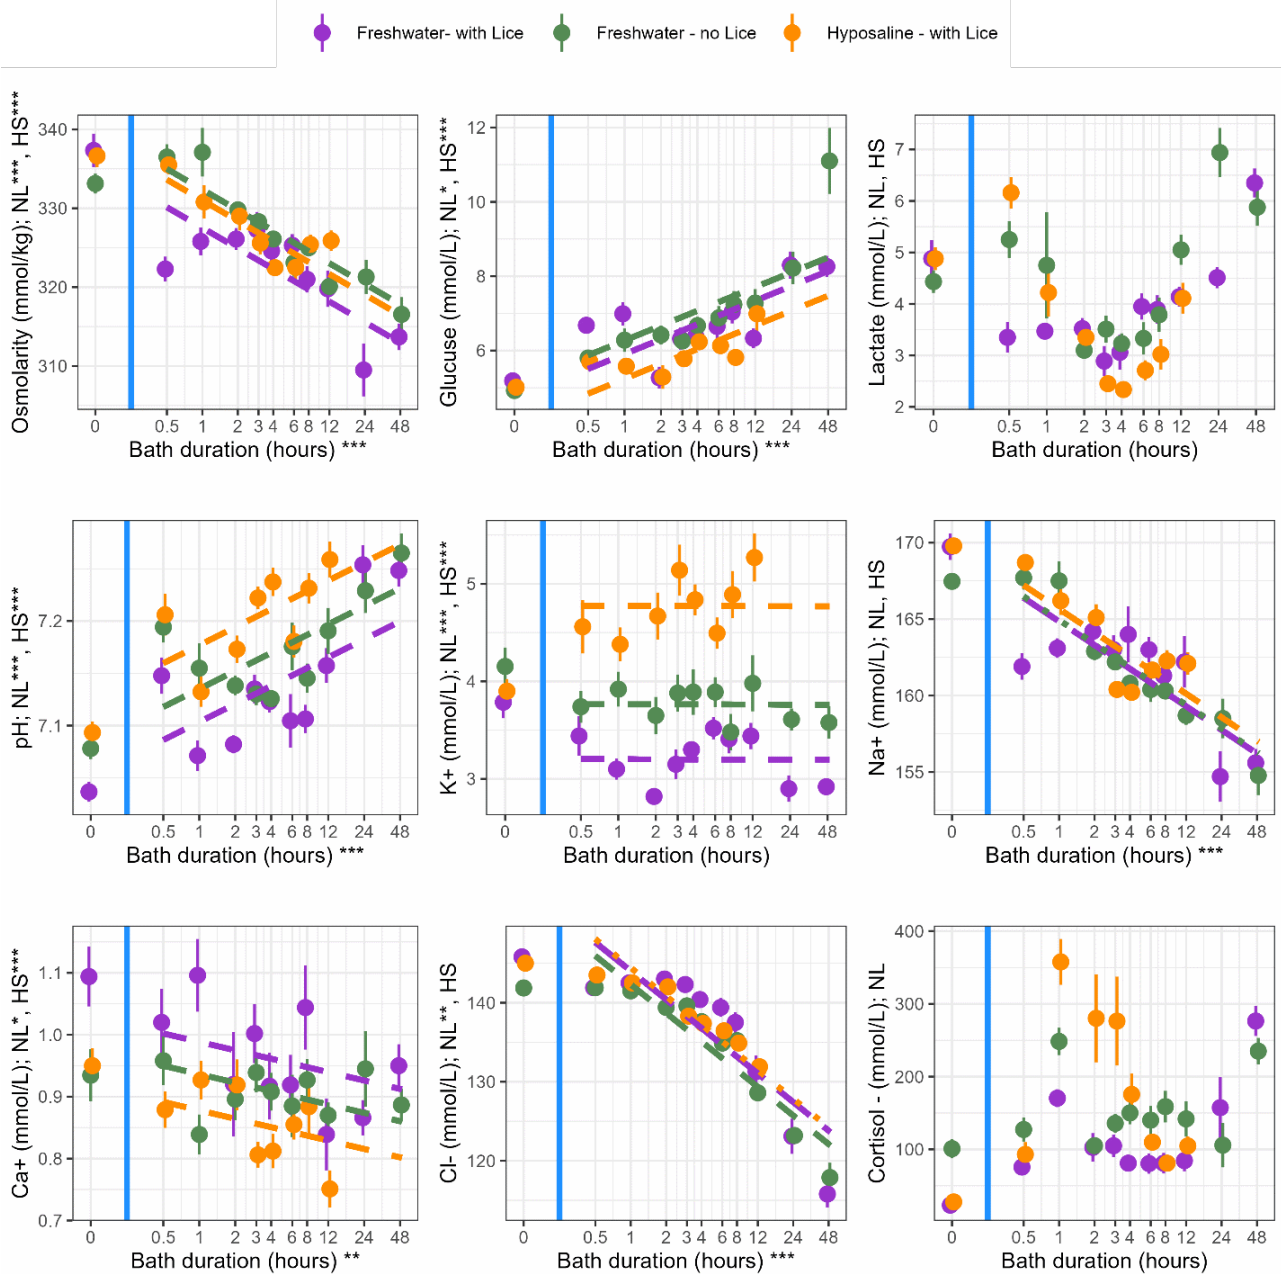 Freshwater- with Lice Freshwater - no Lice Hyposaline - with Lice
Osmolarity (mmol/kg); NL***, HS***
340
330
320
310
0 0.5 1 2 3 4 6 8 12 24 48
Bath duration (hours) ***
Glucuse (mmol/L); NL*, HS***
12
10
8
6
0 0.5 1 2 3 4 6 8 12 24 48
Bath duration (hours) ***
Lactate (mmol/L); NL, HS
7
6
5
4
3
2
0 0.5 1 2 3 4 6 8 12 24 48
Bath duration (hours)
pH; NL***, HS***
7.2
7.1
0 0.5 1 2 3 4 6 8 12 24 48
Bath duration (hours) ***
K+ (mmol/L); NL***, HS***
5
4
3
0 0.5 1 2 3 4 6 8 12 24 48
Bath duration (hours)
Na+ (mmol/L); NL, HS
170
165
160
155
0 0.5 1 2 3 4 6 8 12 24 48
Bath duration (hours) ***
Ca+ (mmol/L); NL*, HS***
1.1
1.0
0.9
0.8
0.7
0 0.5 1 2 3 4 6 8 12 24 48
Bath duration (hours) **
Cl- (mmol/L); NL**, HS
140
130
120
0 0.5 1 2 3 4 6 8 12 24 48
Bath duration (hours) ***
Cortisol - (mmol/L); NL
400
300
200
100
0 0.5 1 2 3 4 6 8 12 24 48
Bath duration (hours)